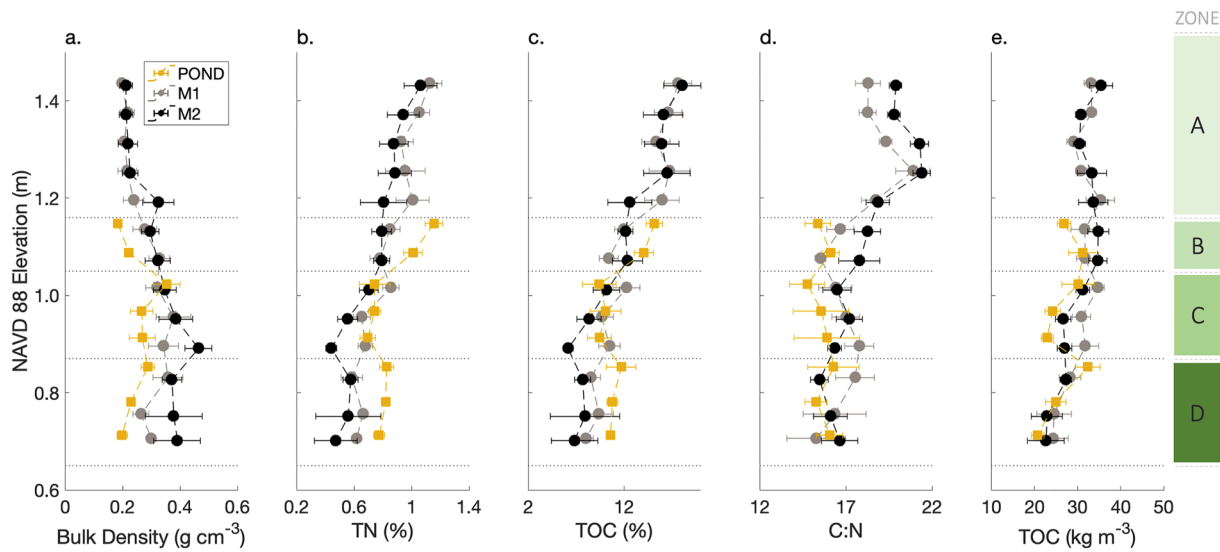 ZONE
a. b. c. d. e.
POND
M1
M2
NAVD 88 Elevation (m)
1.4
1.2
1.0
0.8
0.6
A
B
C
D
0 0.2 0.4 0.6
Bulk Density (g cm⁻³)
0.2 0.6 1 1.4
TN (%)
2 12
TOC (%)
12 17 22
C:N
10 20 30 40 50
TOC (kg m⁻³)